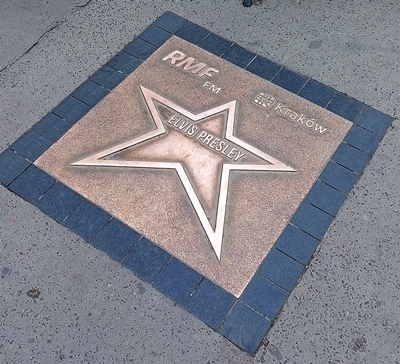 RMF
FM
Kraków
ELVIS PRESLEY